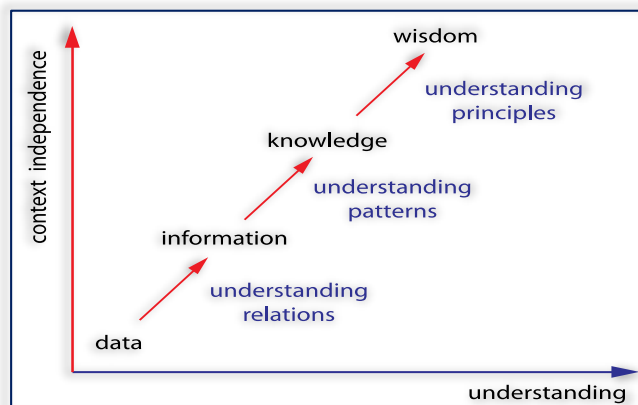 wisdom
understanding
principles
knowledge
understanding
patterns
information
understanding
relations
data
context independence
understanding